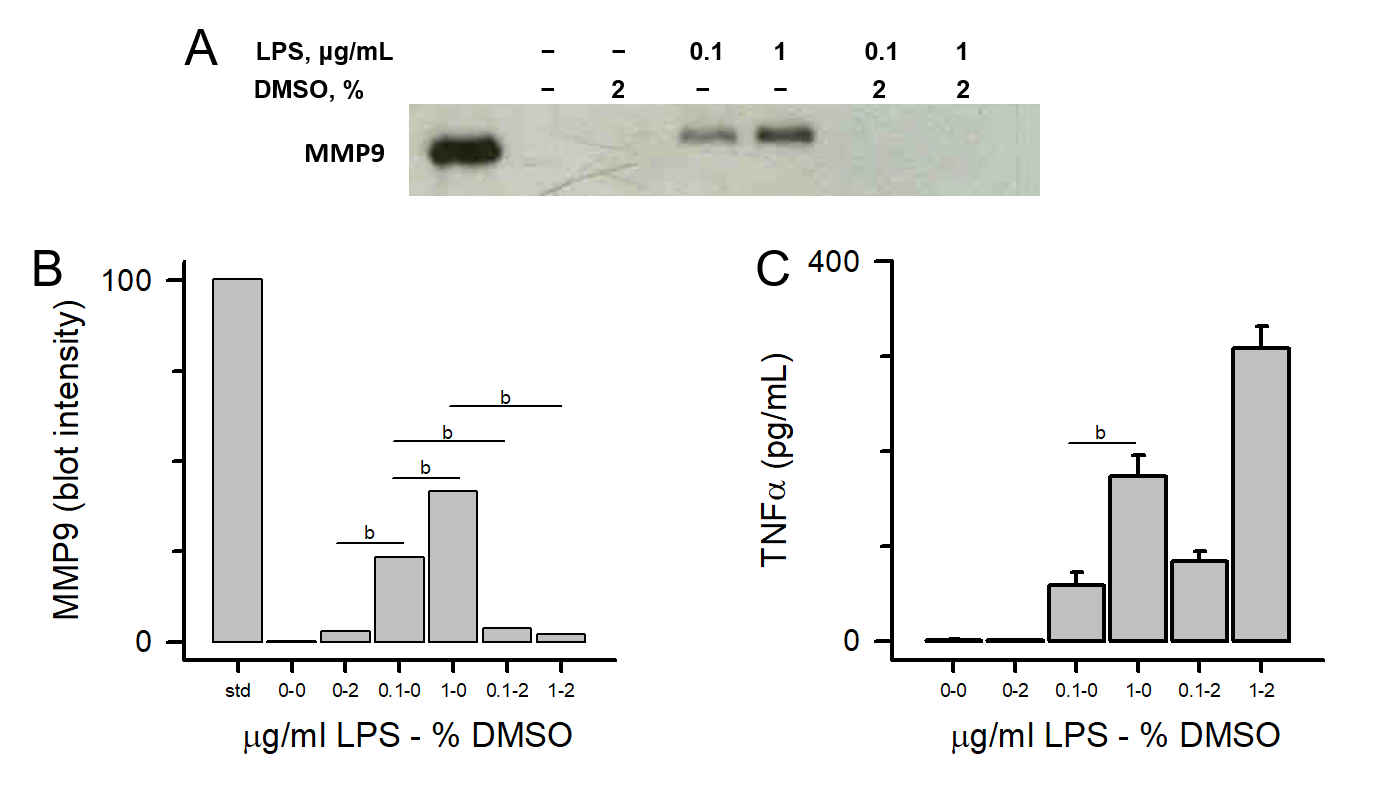 A
LPS, µg/mL – – 0.1 1 0.1 1
DMSO, % – 2 – – 2 2
MMP9
B
100
0
MMP9 (blot intensity)
b
b
b
b
std 0-0 0-2 0.1-0 1-0 0.1-2 1-2
µg/ml LPS - % DMSO
C
400
0
TNFα (pg/mL)
b
0-0 0-2 0.1-0 1-0 0.1-2 1-2
µg/ml LPS - % DMSO